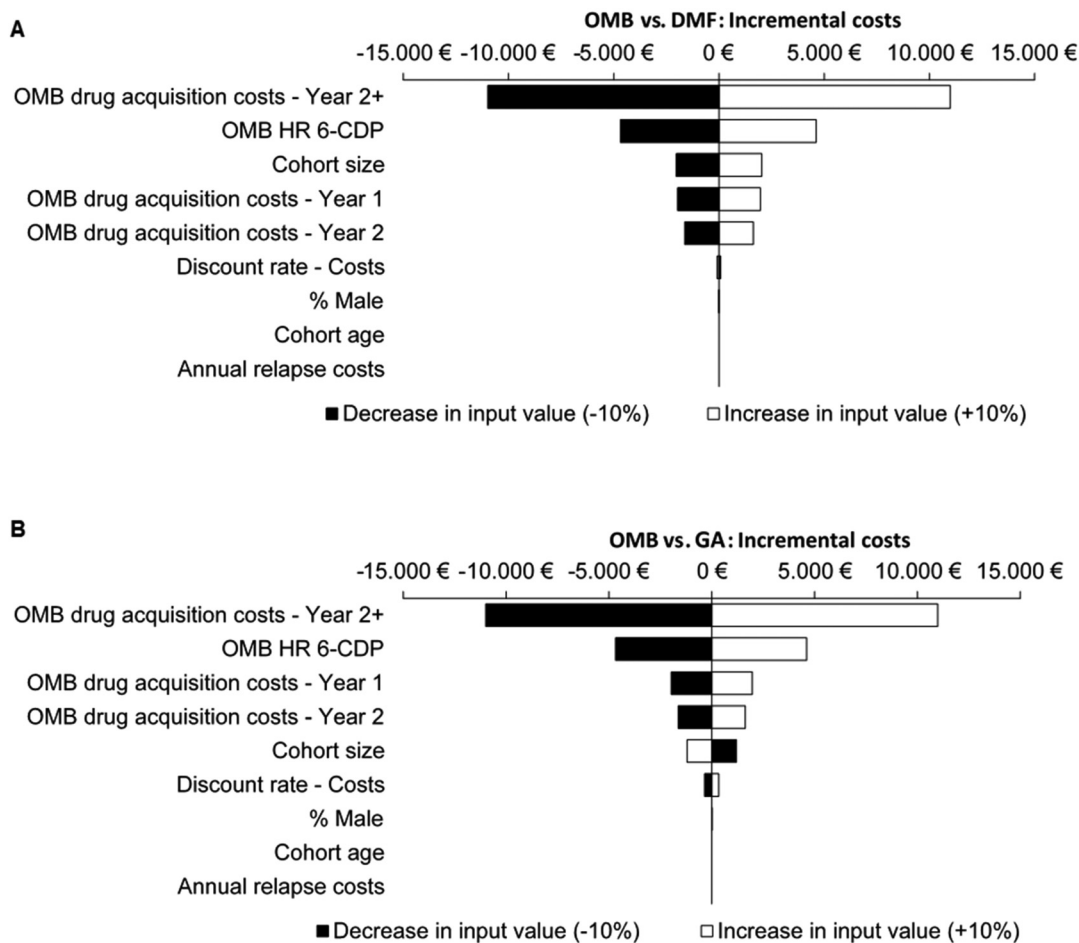 A
OMB vs. DMF: Incremental costs
-15.000 € -10.000 € -5.000 € 0 € 5.000 € 10.000 € 15.000 €
OMB drug acquisition costs - Year 2+
OMB HR 6-CDP
Cohort size
OMB drug acquisition costs - Year 1
OMB drug acquisition costs - Year 2
Discount rate - Costs
% Male
Cohort age
Annual relapse costs
Decrease in input value (-10%) Increase in input value (+10%)
B
OMB vs. GA: Incremental costs
-15.000 € -10.000 € -5.000 € 0 € 5.000 € 10.000 € 15.000 €
OMB drug acquisition costs - Year 2+
OMB HR 6-CDP
OMB drug acquisition costs - Year 1
OMB drug acquisition costs - Year 2
Cohort size
Discount rate - Costs
% Male
Cohort age
Annual relapse costs
Decrease in input value (-10%) Increase in input value (+10%)